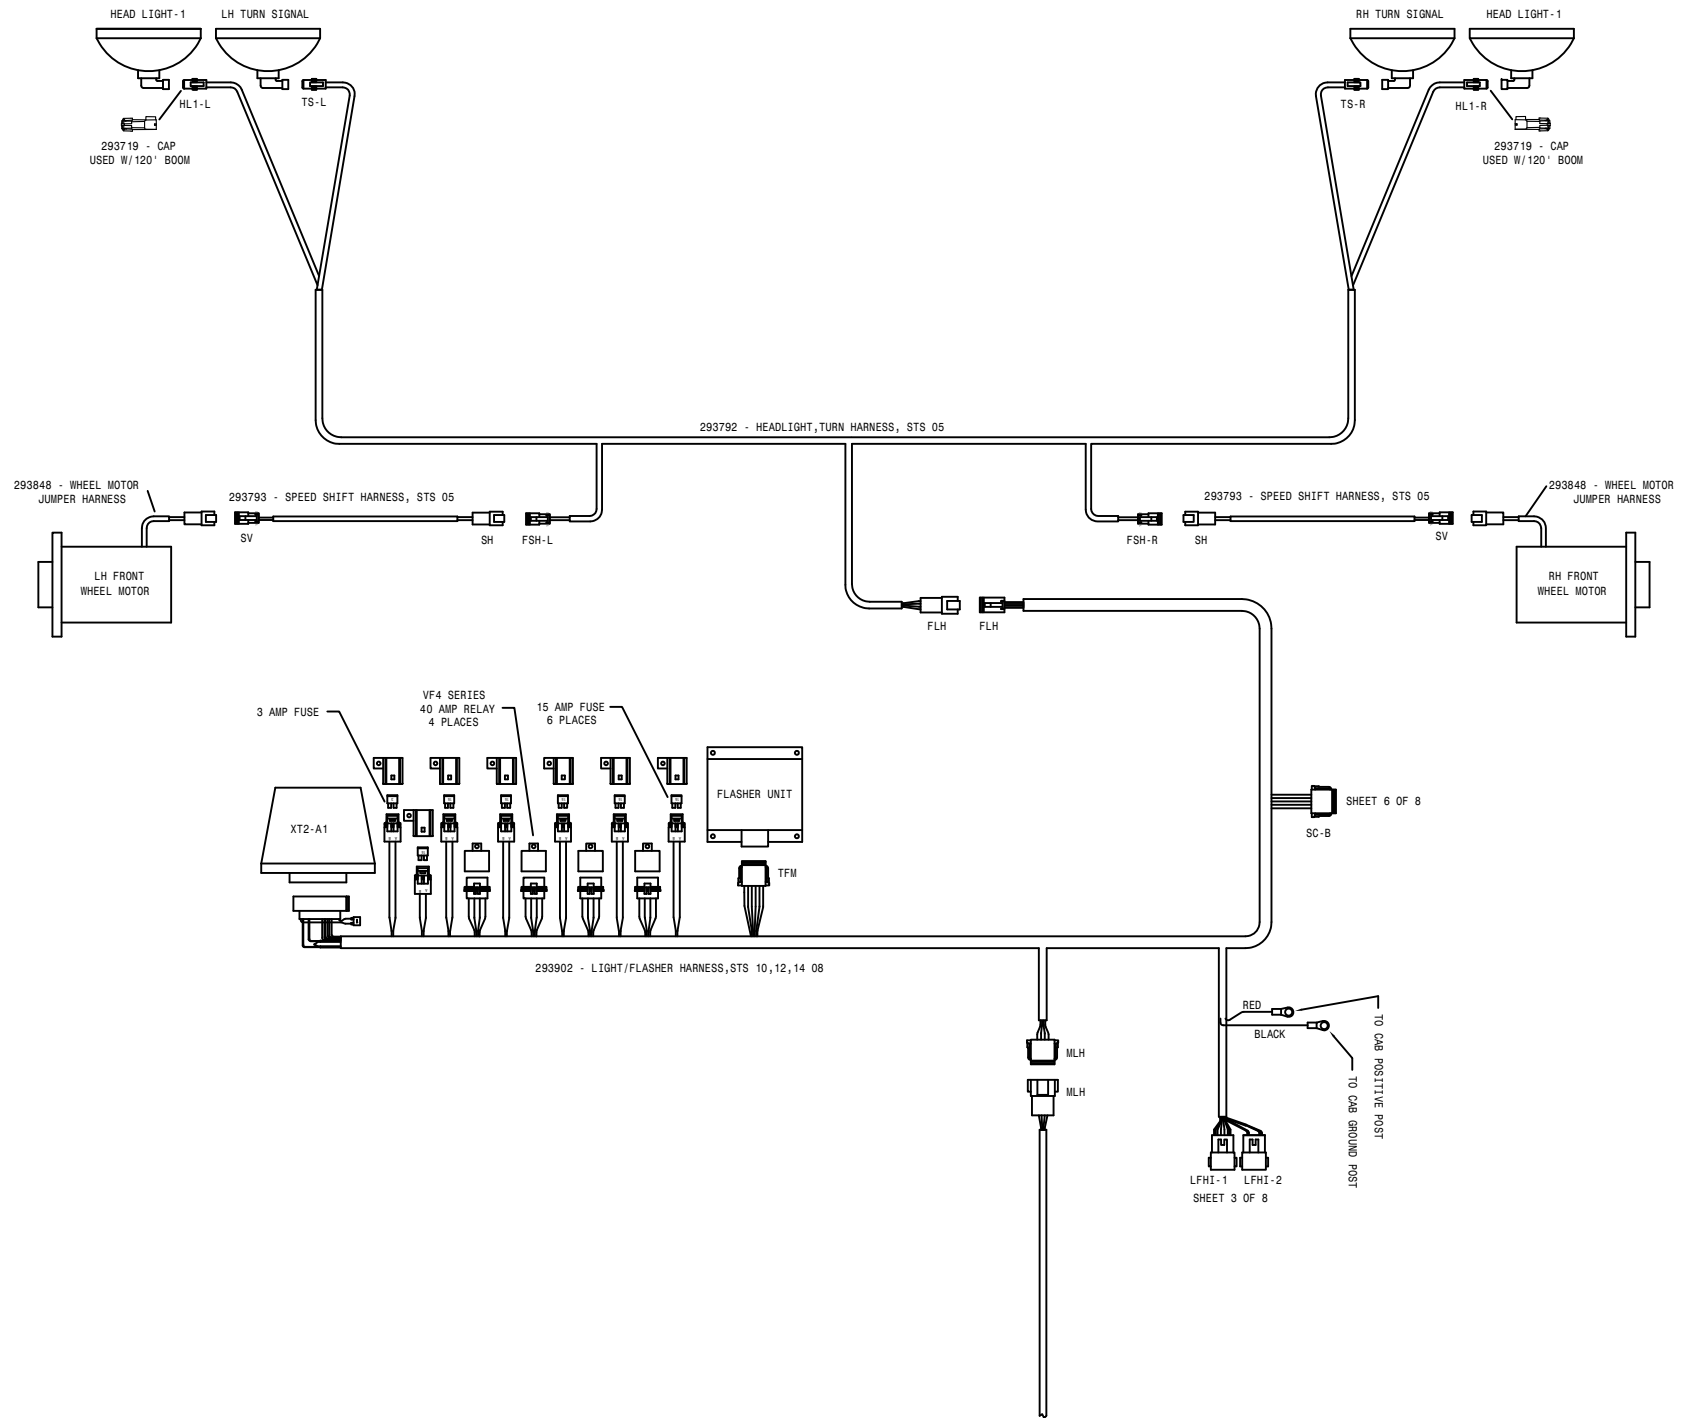 HEAD LIGHT-1
LH TURN SIGNAL
RH TURN SIGNAL
HEAD LIGHT-1
HL1-L
TS-L
TS-R
HL1-R
293719 - CAP
USED W/120' BOOM
293719 - CAP
USED W/120' BOOM
293792 - HEADLIGHT,TURN HARNESS, STS 05
293848 - WHEEL MOTOR
JUMPER HARNESS
293793 - SPEED SHIFT HARNESS, STS 05
293793 - SPEED SHIFT HARNESS, STS 05
293848 - WHEEL MOTOR
JUMPER HARNESS
SV
SH
FSH-L
FSH-R
SH
SV
LH FRONT
WHEEL MOTOR
RH FRONT
WHEEL MOTOR
FLH
FLH
3 AMP FUSE
VF4 SERIES
40 AMP RELAY
4 PLACES
15 AMP FUSE
6 PLACES
FLASHER UNIT
XT2-A1
TFM
SHEET 6 OF 8
SC-B
293902 - LIGHT/FLASHER HARNESS,STS 10,12,14 08
RED
BLACK
TO CAB POSITIVE POST
TO CAB GROUND POST
MLH
MLH
LFHI-1
LFHI-2
SHEET 3 OF 8